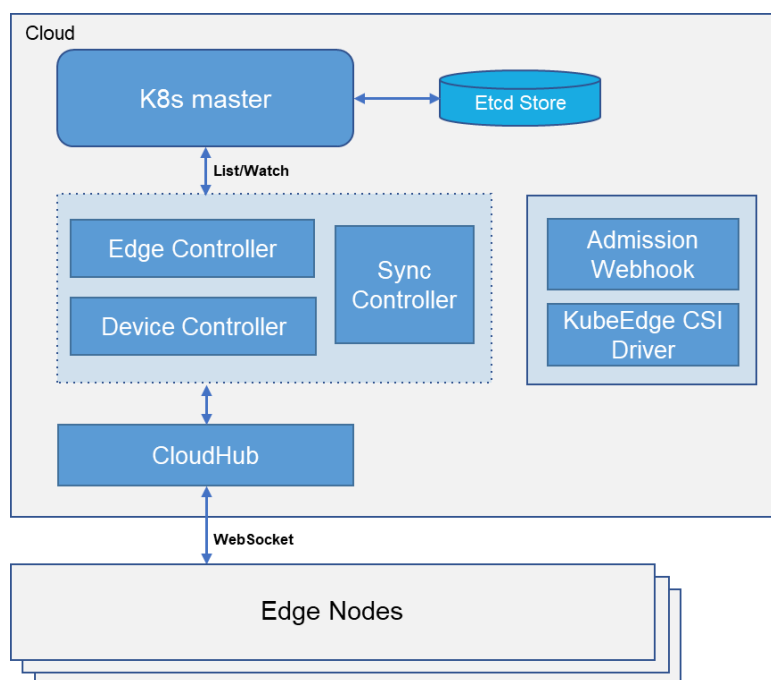 Cloud
K8s master
Etcd Store
List/Watch
Edge Controller
Device Controller
Sync
Controller
Admission
Webhook
KubeEdge CSI
Driver
CloudHub
WebSocket
Edge Nodes